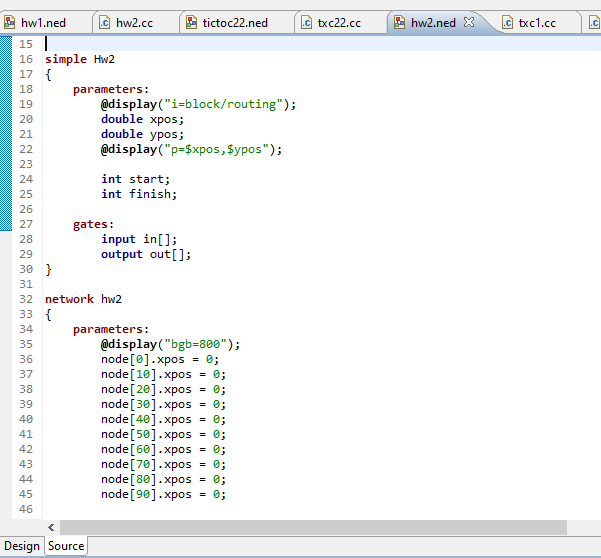 hw1.ned hw2.cc tictoc22.ned txc22.cc hw2.ned txc1.cc
15
16 simple Hw2
17 {
18     parameters:
19         @display("i=block/routing");
20         double xpos;
21         double ypos;
22         @display("p=$xpos,$ypos");
23
24         int start;
25         int finish;
26
27     gates:
28         input in[];
29         output out[];
30 }
31
32 network hw2
33 {
34     parameters:
35         @display("bgb=800");
36         node[0].xpos = 0;
37         node[10].xpos = 0;
38         node[20].xpos = 0;
39         node[30].xpos = 0;
40         node[40].xpos = 0;
41         node[50].xpos = 0;
42         node[60].xpos = 0;
43         node[70].xpos = 0;
44         node[80].xpos = 0;
45         node[90].xpos = 0;
46
Design Source